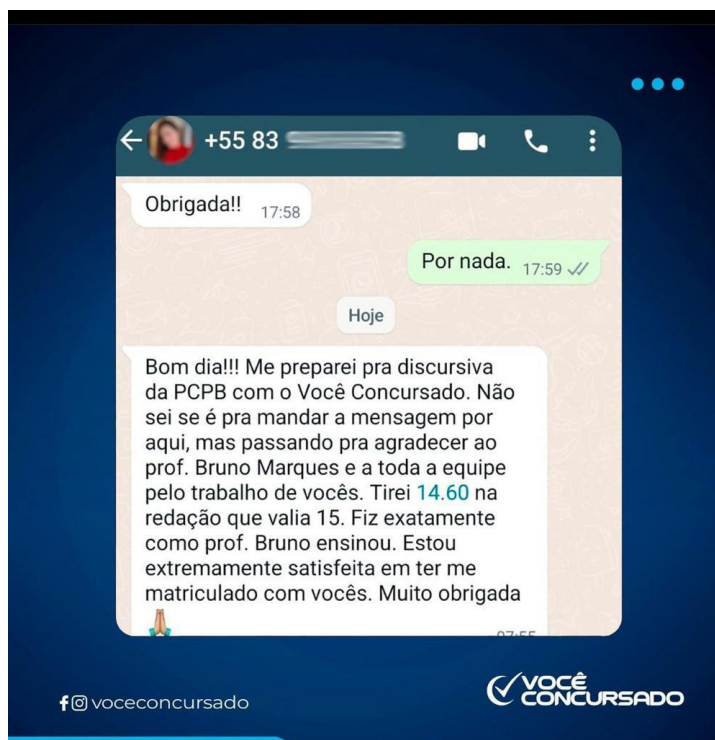 +55 83
Obrigada!! 17:58
Por nada. 17:59
Hoje
Bom dia!!! Me preparei pra discursiva
da PCPB com o Você Concursado. Não
sei se é pra mandar a mensagem por
aqui, mas passando pra agradecer ao
prof. Bruno Marques e a toda a equipe
pelo trabalho de vocês. Tirei 14.60 na
redação que valia 15. Fiz exatamente
como prof. Bruno ensinou. Estou
extremamente satisfeita em ter me
matriculado com vocês. Muito obrigada
voceconcursado
VOCÊ
CONCURSADO